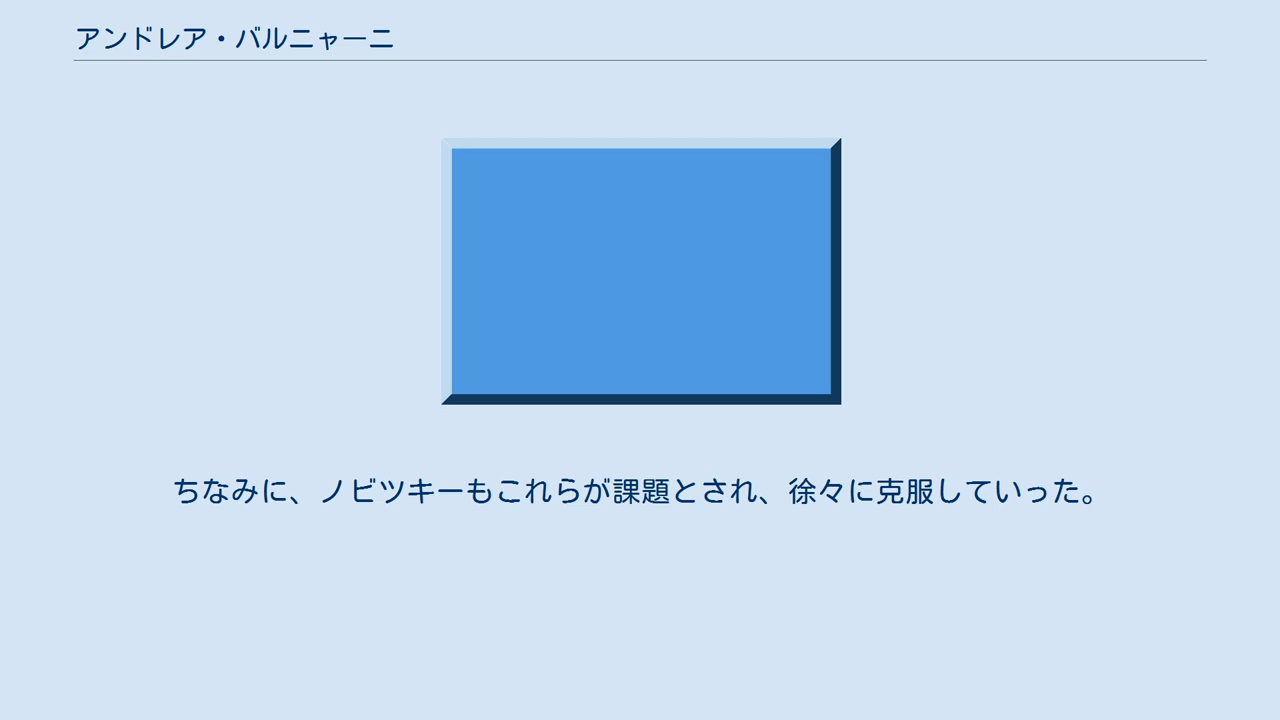 アンドレア・バルニャーニ
ちなみに、ノビツキーもこれらが課題とされ、徐々に克服していった。